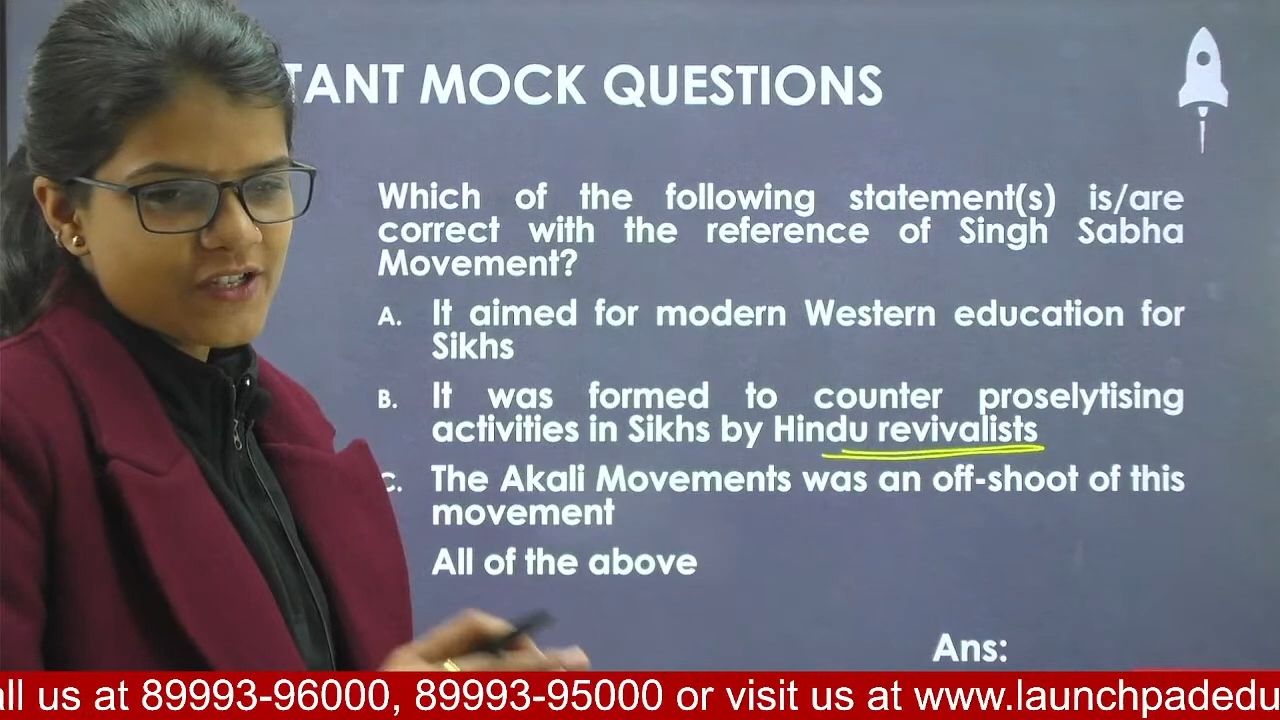 TANT MOCK QUESTIONS
Which of the following statement(s) is/are
correct with the reference of Singh Sabha
Movement?
A. It aimed for modern Western education for
Sikhs
B. It was formed to counter proselytising
activities in Sikhs by Hindu revivalists
C. The Akali Movements was an off-shoot of this
movement
All of the above
Ans:
all us at 89993-96000, 89993-95000 or visit us at www.launchpadedu